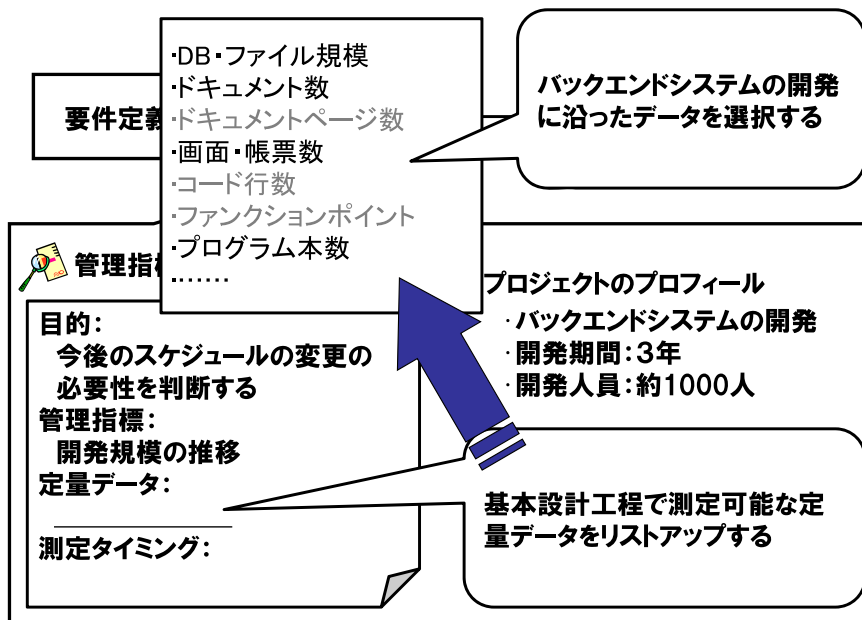 ・DB・ファイル規模
・ドキュメント数
・ドキュメントページ数
・画面・帳票数
・コード行数
・ファンクションポイント
・プログラム本数
・……
要件定義
バックエンドシステムの開発
に沿ったデータを選択する
管理指
目的：
今後のスケジュールの変更の
必要性を判断する
管理指標：
開発規模の推移
定量データ：
測定タイミング：
プロジェクトのプロフィール
・バックエンドシステムの開発
・開発期間：３年
・開発人員：約1000人
基本設計工程で測定可能な定
量データをリストアップする